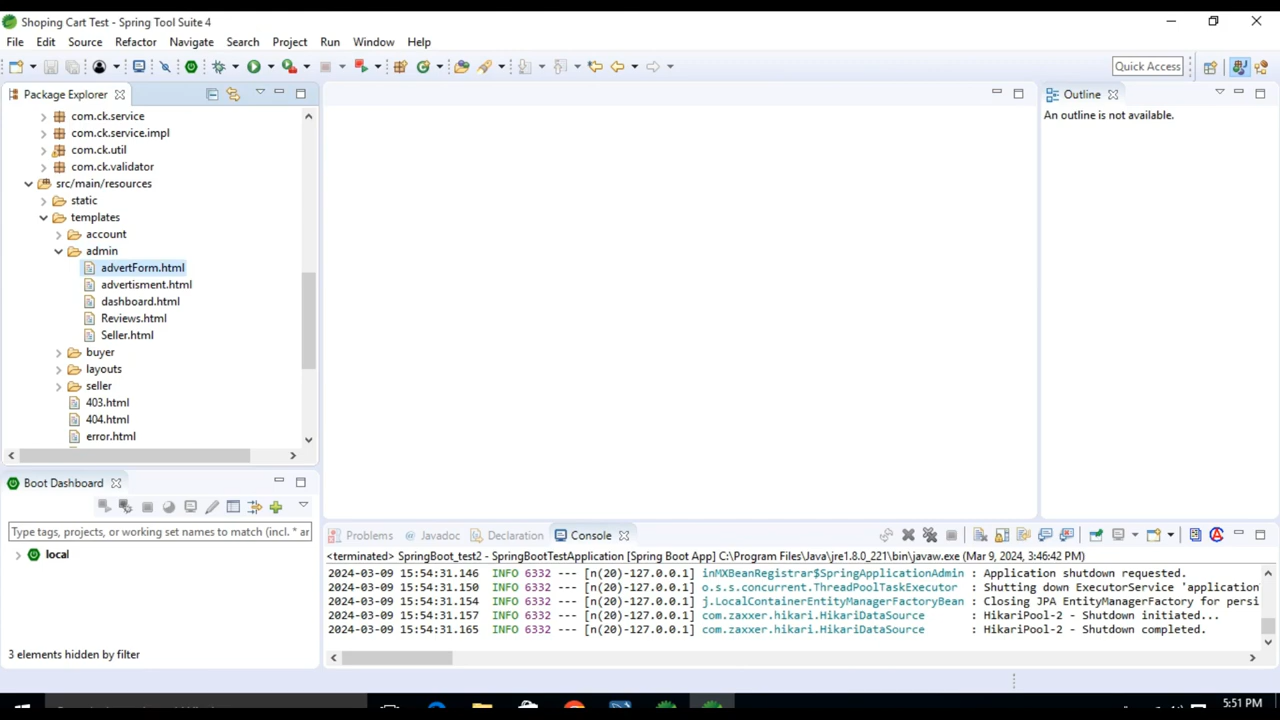 Shoping Cart Test - Spring Tool Suite 4
File Edit Source Refactor Navigate Search Project Run Window Help
Quick Access
Package Explorer
com.ck.service
com.ck.service.impl
com.ck.util
com.ck.validator
src/main/resources
static
templates
account
admin
advertForm.html
advertisment.html
dashboard.html
Reviews.html
Seller.html
buyer
layouts
seller
403.html
404.html
error.html
Outline
An outline is not available.
Boot Dashboard
Type tags, projects, or working set names to match (incl. * ar
local
3 elements hidden by filter
Problems Javadoc Declaration Console
<terminated> SpringBoot_test2 - SpringBootTestApplication [Spring Boot App] C:\Program Files\Java\jre1.8.0_221\bin\javaw.exe (Mar 9, 2024, 3:46:42 PM)
2024-03-09 15:54:31.146 INFO 6332 --- [n(20)-127.0.0.1] inMXBeanRegistrar$SpringApplicationAdmin : Application shutdown requested.
2024-03-09 15:54:31.150 INFO 6332 --- [n(20)-127.0.0.1] o.s.s.concurrent.ThreadPoolTaskExecutor : Shutting down ExecutorService 'application
2024-03-09 15:54:31.154 INFO 6332 --- [n(20)-127.0.0.1] j.LocalContainerEntityManagerFactoryBean : Closing JPA EntityManagerFactory for persi
2024-03-09 15:54:31.157 INFO 6332 --- [n(20)-127.0.0.1] com.zaxxer.hikari.HikariDataSource : HikariPool-2 - Shutdown initiated...
2024-03-09 15:54:31.165 INFO 6332 --- [n(20)-127.0.0.1] com.zaxxer.hikari.HikariDataSource : HikariPool-2 - Shutdown completed.
5:51 PM